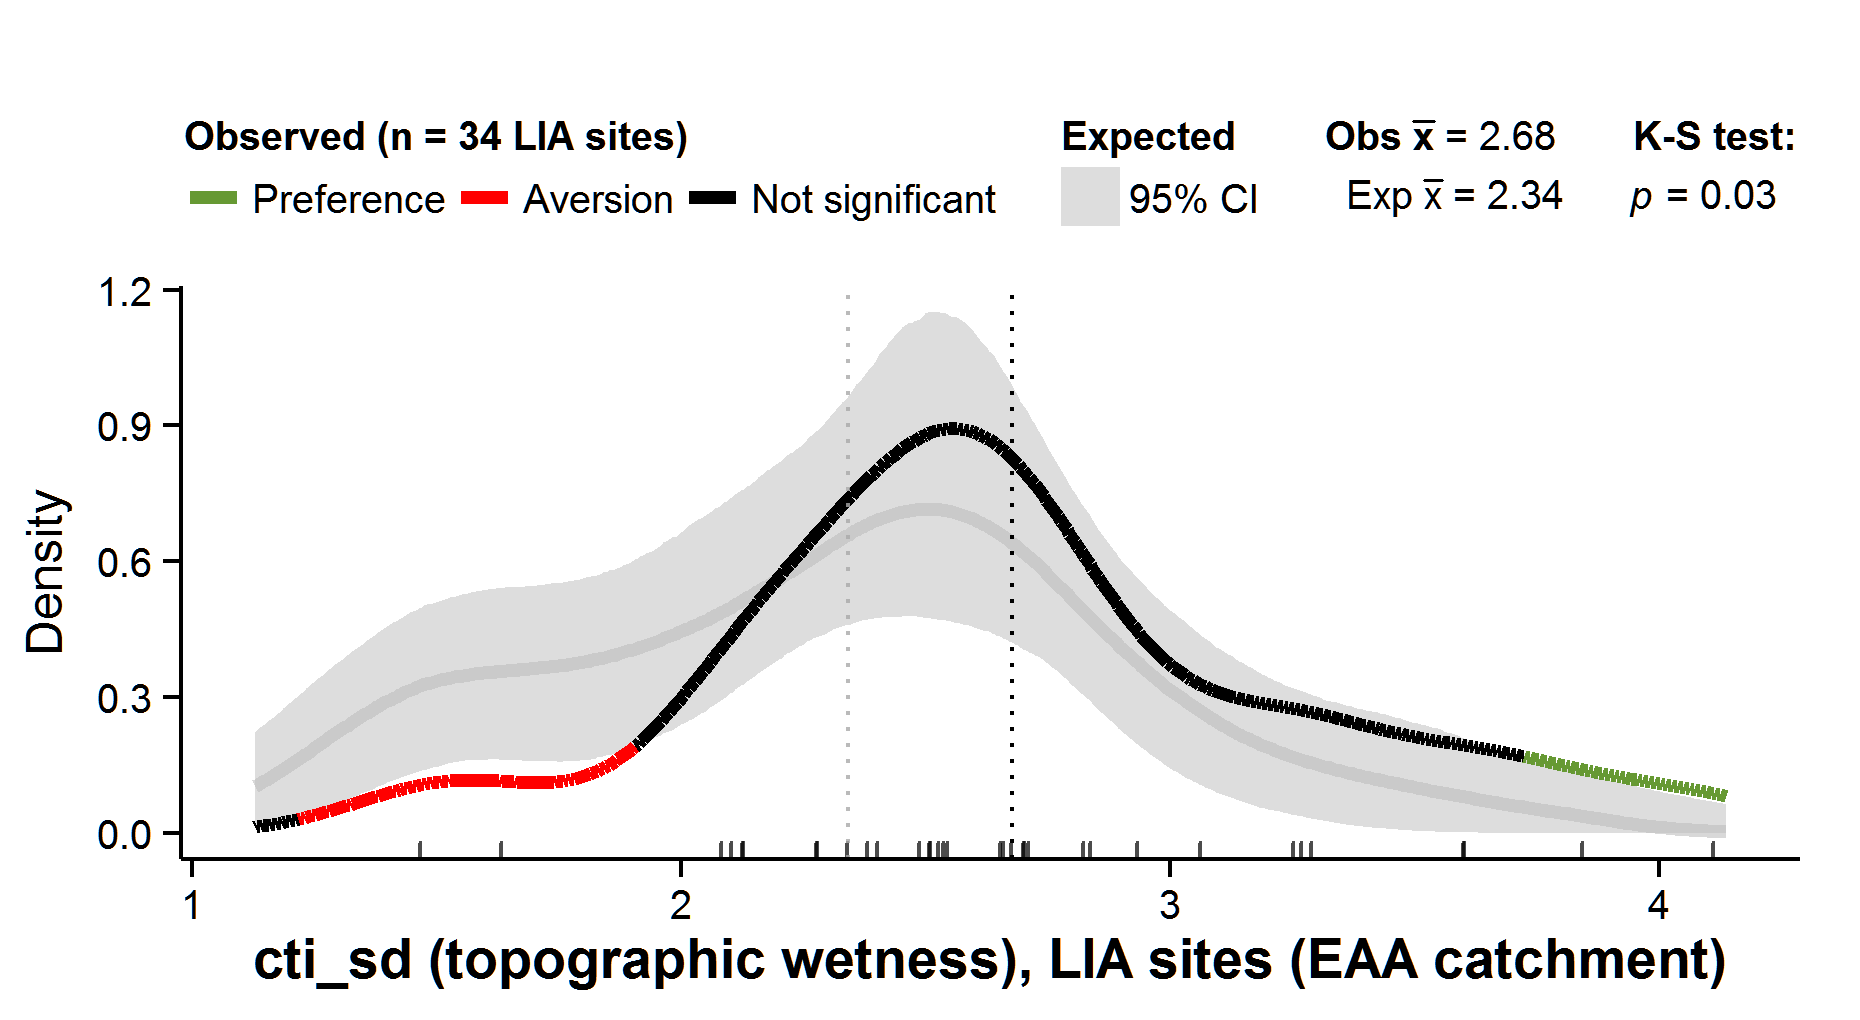 Observed (n = 34 LIA sites) Expected Obs x̅ = 2.68 K-S test:
Preference Aversion Not significant 95% CI Exp x̅ = 2.34 p = 0.03
1.2
0.9
0.6
0.3
0.0
Density
1 2 3 4
cti_sd (topographic wetness), LIA sites (EAA catchment)